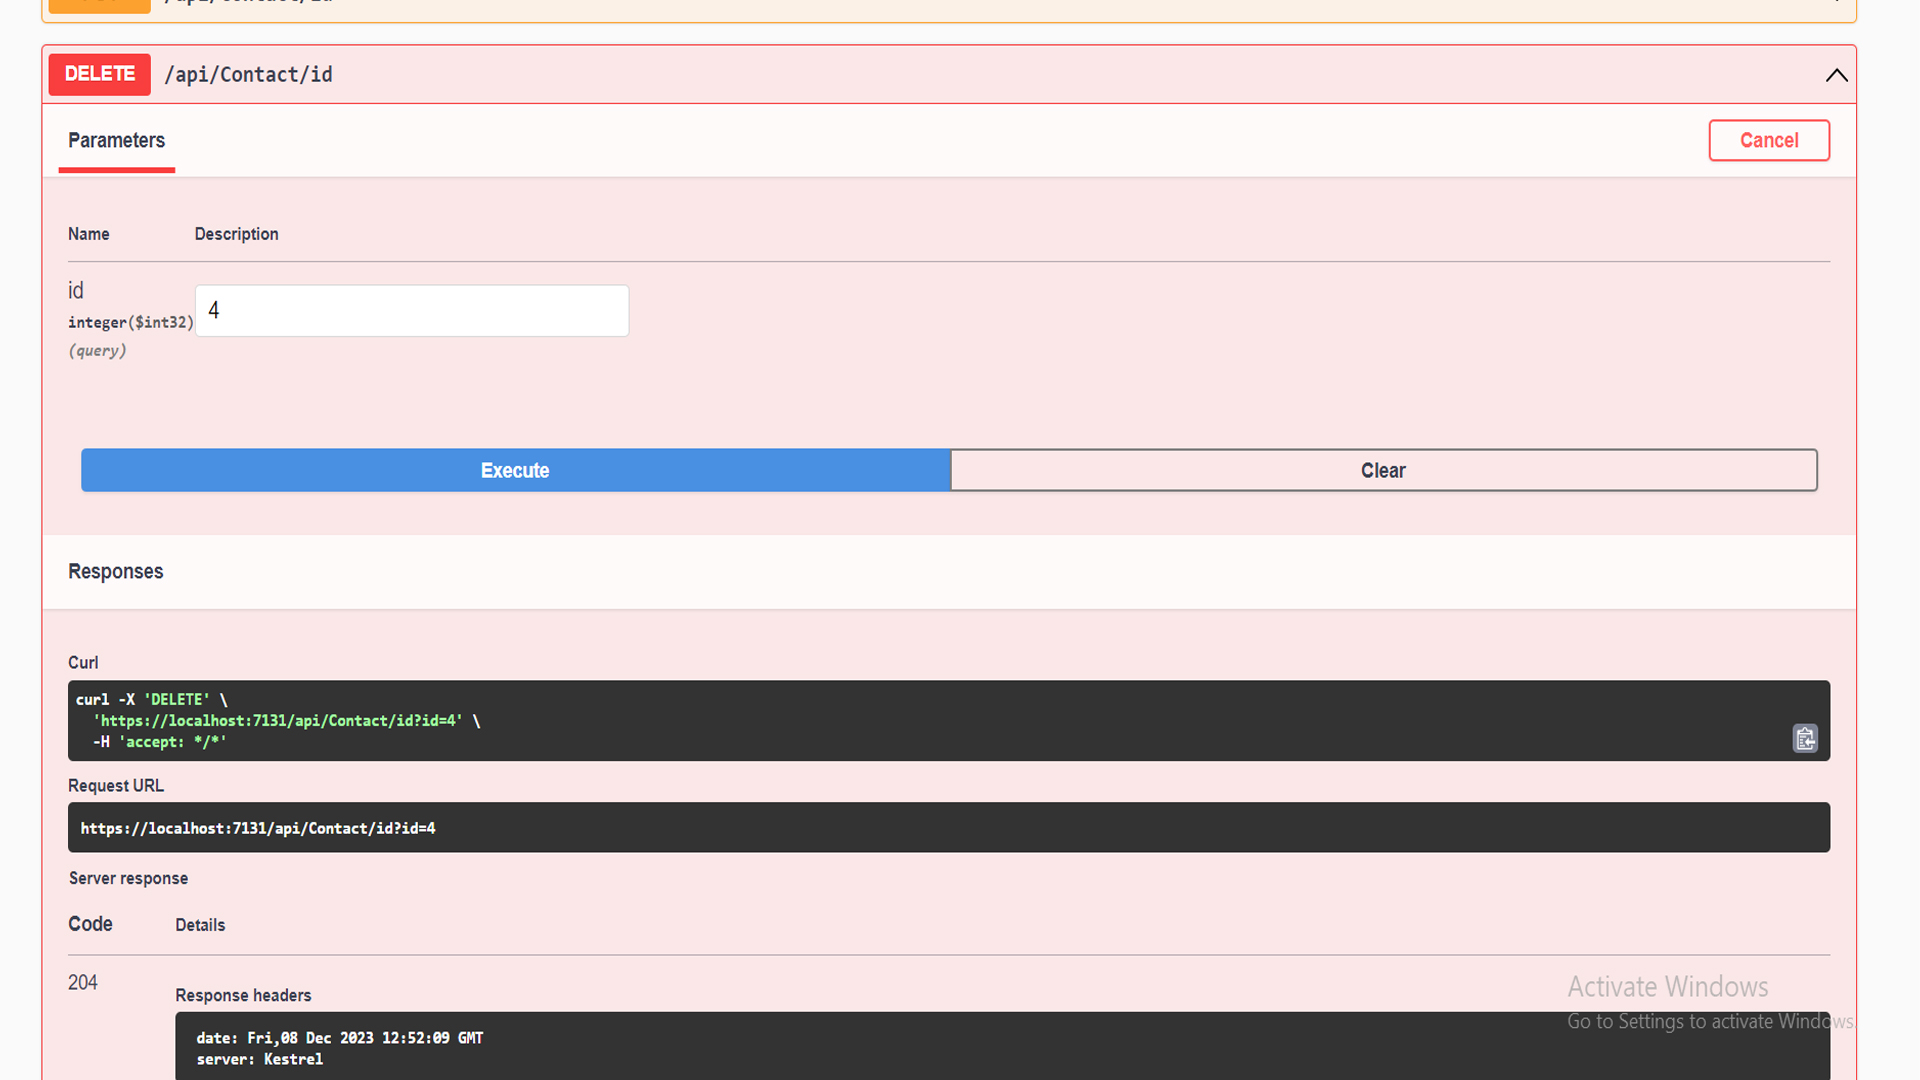 DELETE /api/Contact/id
Parameters
Cancel
Name Description
id
integer($int32)
(query)
4
Execute Clear
Responses
Curl
curl -X 'DELETE' \
'https://localhost:7131/api/Contact/id?id=4' \
-H 'accept: */*'
Request URL
https://localhost:7131/api/Contact/id?id=4
Server response
Code Details
204
Response headers
date: Fri,08 Dec 2023 12:52:09 GMT
server: Kestrel
Activate Windows
Go to Settings to activate Windows.